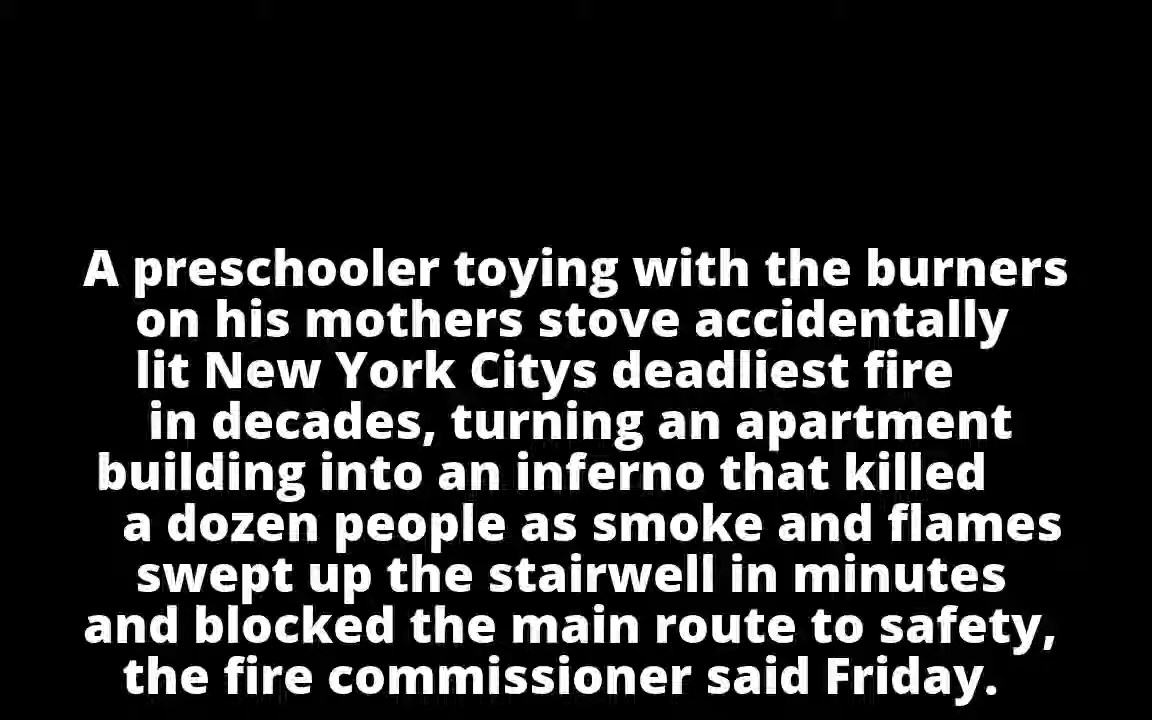 A preschooler toying with the burners
on his mothers stove accidentally
lit New York Citys deadliest fire
in decades, turning an apartment
building into an inferno that killed
a dozen people as smoke and flames
swept up the stairwell in minutes
and blocked the main route to safety,
the fire commissioner said Friday.